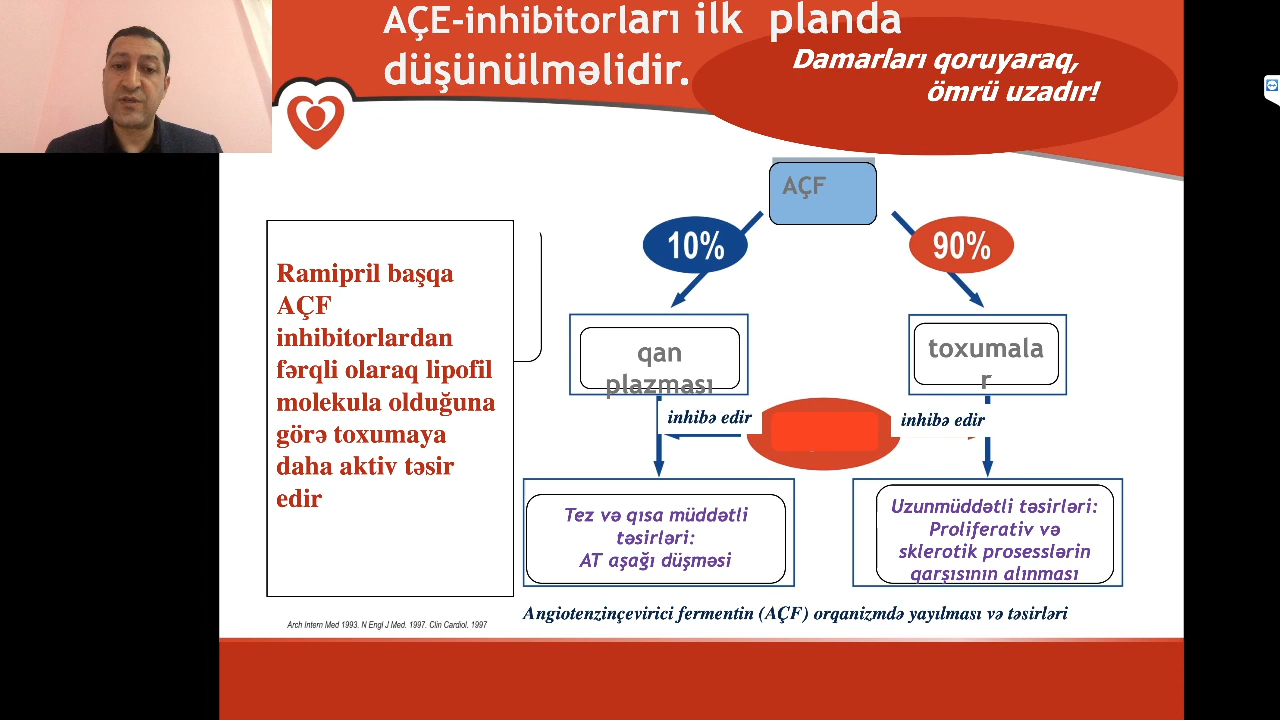 AÇE-inhibitorları ilk planda
düşünülməlidir.
Damarları qoruyaraq,
ömrü uzadır!
AÇF
10%
90%
Ramipril başqa
AÇF
inhibitorlardan
fərqli olaraq lipofil
molekula olduğuna
görə toxumaya
daha aktiv təsir
edir
qan
plazması
toxumala
r
inhibə edir
inhibə edir
Tez və qısa müddətli
təsirləri:
AT aşağı düşməsi
Uzunmüddətli təsirləri:
Proliferativ və
sklerotik prosesslərin
qarşısının alınması
Angiotenzinçevirici fermentin (AÇF) orqanizmdə yayılması və təsirləri
Arch Intern Med 1993. N Engl J Med. 1997. Clin Cardiol. 1997